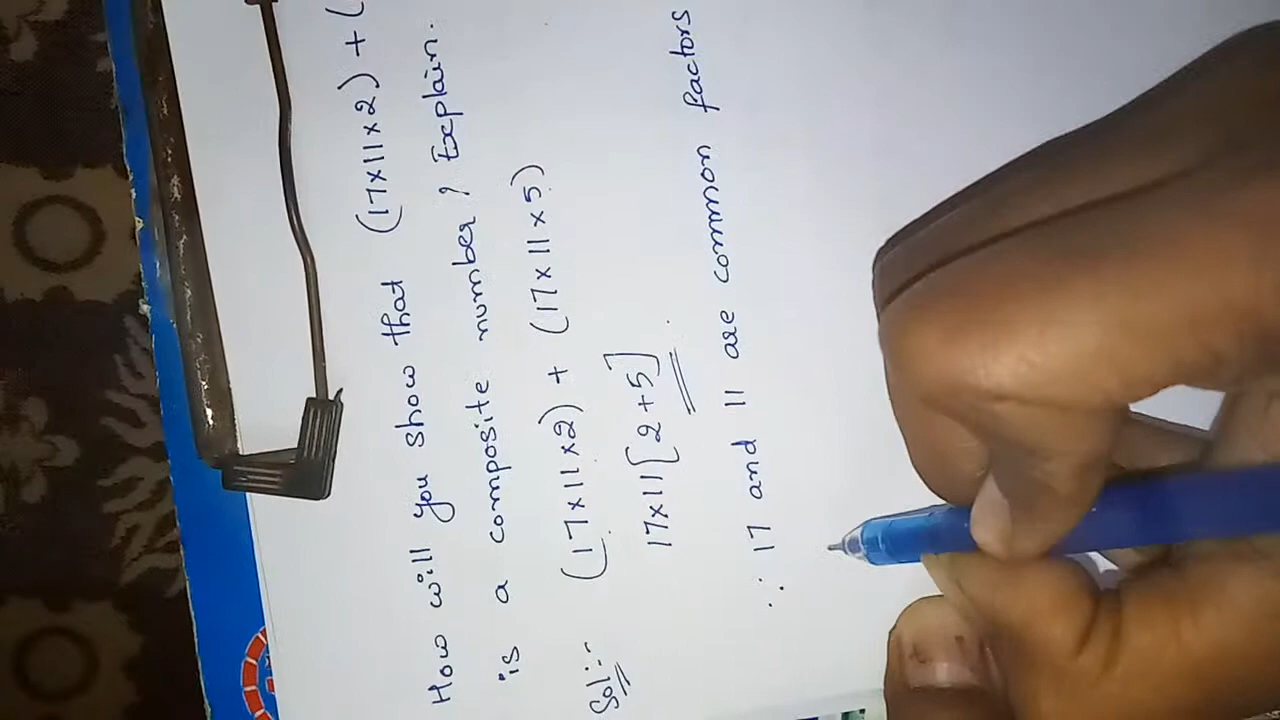 How will you show that (17×11×2) + (
is a composite number, Explain.
Sol:- (17×11×2) + (17×11×5)
17×11[2+5]
∴ 17 and 11 are common factors